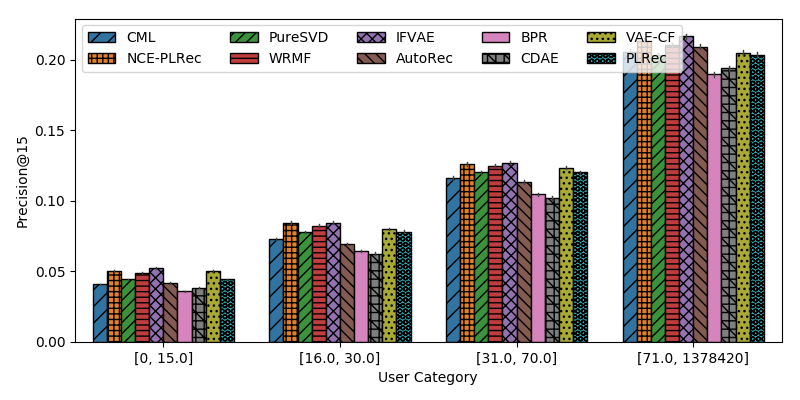 CML
PureSVD
IFVAE
BPR
VAE-CF
NCE-PLRec
WRMF
AutoRec
CDAE
PLRec
Precision@15
0.20
0.15
0.10
0.05
0.00
[0, 15.0]
[16.0, 30.0]
[31.0, 70.0]
[71.0, 1378420]
User Category